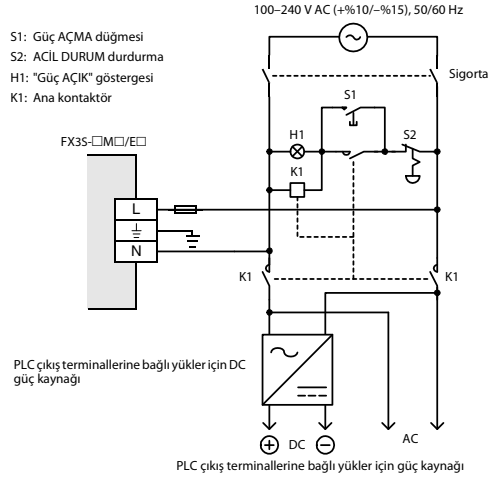 100–240 V AC (+%10/–%15), 50/60 Hz
S1: Güç AÇMA düğmesi
S2: ACİL DURUM durdurma
H1: "Güç AÇIK" göstergesi
K1: Ana kontaktör
Sigorta
S1
H1
S2
K1
FX3S-□M□/E□
L
N
K1
K1
PLC çıkış terminallerine bağlı yükler için DC
güç kaynağı
DC
AC
PLC çıkış terminallerine bağlı yükler için güç kaynağı